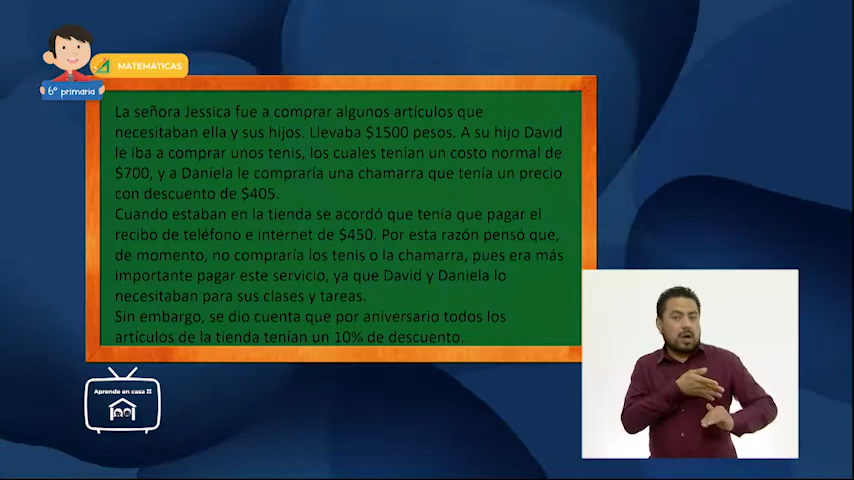 MATEMÁTICAS
6º primaria
La señora Jessica fue a comprar algunos artículos que
necesitaban ella y sus hijos. Llevaba $1500 pesos. A su hijo David
le iba a comprar unos tenis, los cuales tenían un costo normal de
$700, y a Daniela le compraría una chamarra que tenía un precio
con descuento de $405.
Cuando estaban en la tienda se acordó que tenía que pagar el
recibo de teléfono e internet de $450. Por esta razón pensó que,
de momento, no compraría los tenis o la chamarra, pues era más
importante pagar este servicio, ya que David y Daniela lo
necesitaban para sus clases y tareas.
Sin embargo, se dio cuenta que por aniversario todos los
artículos de la tienda tenían un 10% de descuento.
Aprende en casa II